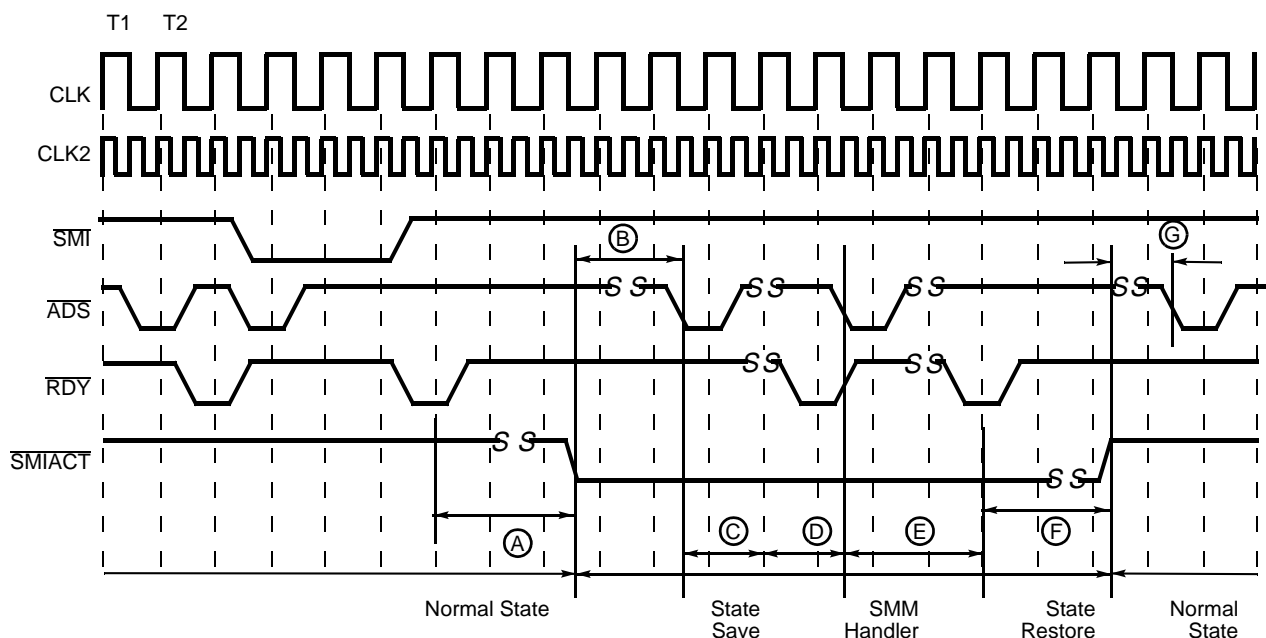 T1 T2
CLK
CLK2
SMI
B
G
ADS
S S
S S
S S
S S
RDY
S S
S S
S S
SMIACT
S S
A
C
D
E
F
Normal State
State
Save
SMM
Handler
State
Restore
Normal
State